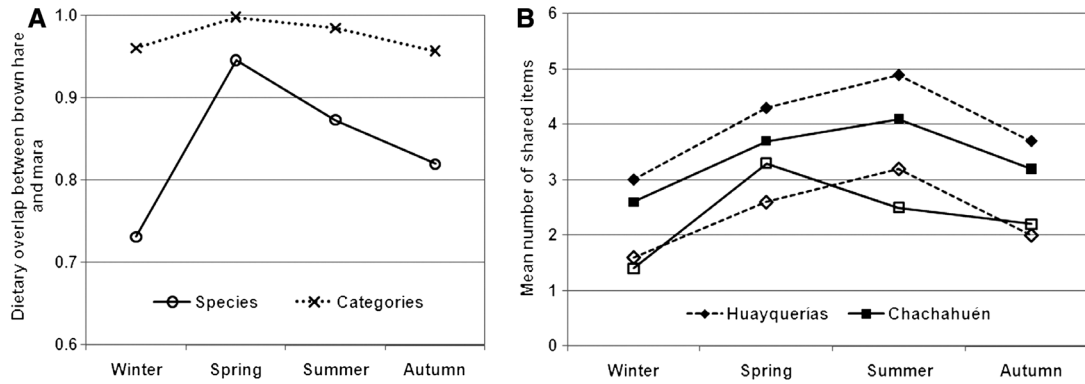 A
Dietary overlap between brown hare
and mara
1.0
0.9
0.8
0.7
0.6
Species
Categories
Winter
Spring
Summer
Autumn
B
Mean number of shared items
6
5
4
3
2
1
0
Huayquerías
Chachahuén
Winter
Spring
Summer
Autumn